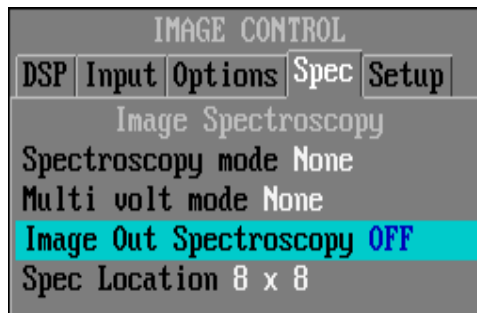 IMAGE CONTROL
DSP Input Options Spec Setup
Image Spectroscopy
Spectroscopy mode None
Multi volt mode None
Image Out Spectroscopy OFF
Spec Location 8 x 8